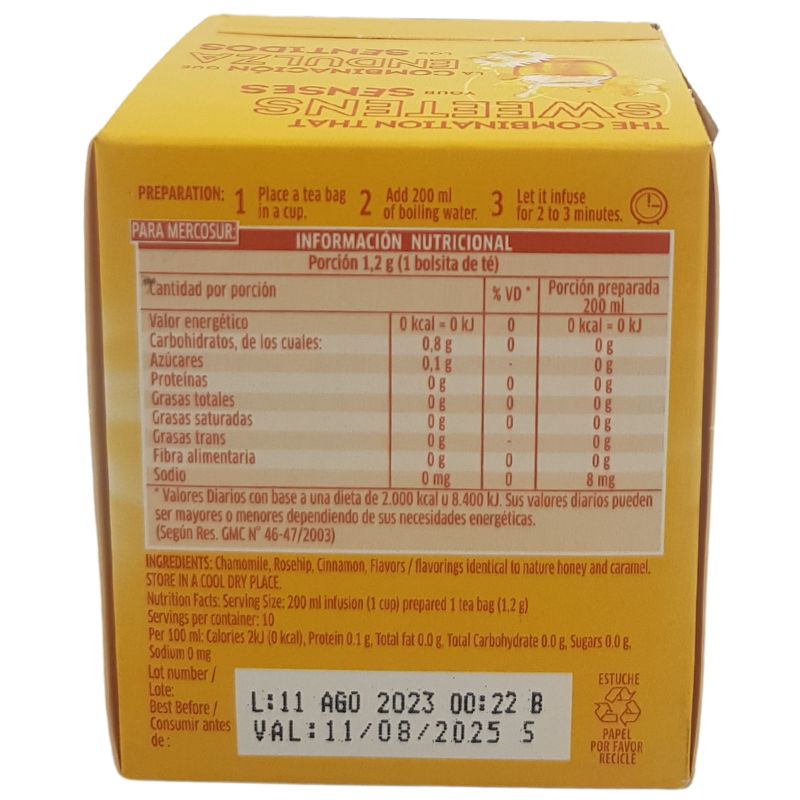 THE COMBINATION THAT
SWEETENS
YOUR SENSES
LA COMBINACIÓN QUE
ENDULZA
LOS SENTIDOS
PREPARATION: 1 Place a tea bag in a cup. 2 Add 200 ml of boiling water. 3 Let it infuse for 2 to 3 minutes.
PARA MERCOSUR:
INFORMACIÓN NUTRICIONAL
Porción 1,2 g (1 bolsita de té)
Cantidad por porción % VD * Porción preparada 200 ml
Valor energético 0 kcal = 0 kJ 0 0 kcal = 0 kJ
Carbohidratos, de los cuales: 0,8 g 0 0 g
Azúcares 0,1 g - 0 g
Proteínas 0 g 0 0 g
Grasas totales 0 g 0 0 g
Grasas saturadas 0 g 0 0 g
Grasas trans 0 g - 0 g
Fibra alimentaria 0 g 0 0 g
Sodio 0 mg 0 8 mg
* Valores Diarios con base a una dieta de 2.000 kcal u 8.400 kJ. Sus valores diarios pueden
ser mayores o menores dependiendo de sus necesidades energéticas.
(Según Res. GMC N° 46-47/2003)
INGREDIENTS: Chamomile, Rosehip, Cinnamon, Flavors / flavorings identical to nature honey and caramel.
STORE IN A COOL DRY PLACE.
Nutrition Facts: Serving Size: 200 ml infusion (1 cup) prepared 1 tea bag (1,2 g)
Servings per container: 10
Per 100 ml: Calories 2kJ (0 kcal), Protein 0.1 g, Total fat 0.0 g, Total Carbohydrate 0.0 g, Sugars 0.0 g,
Sodium 0 mg
Lot number /
Lote:
Best Before /
Consumir antes
de:
L:11 AGO 2023 00:22 B
VAL:11/08/2025 S
ESTUCHE
PAPEL
POR FAVOR
RECICLE